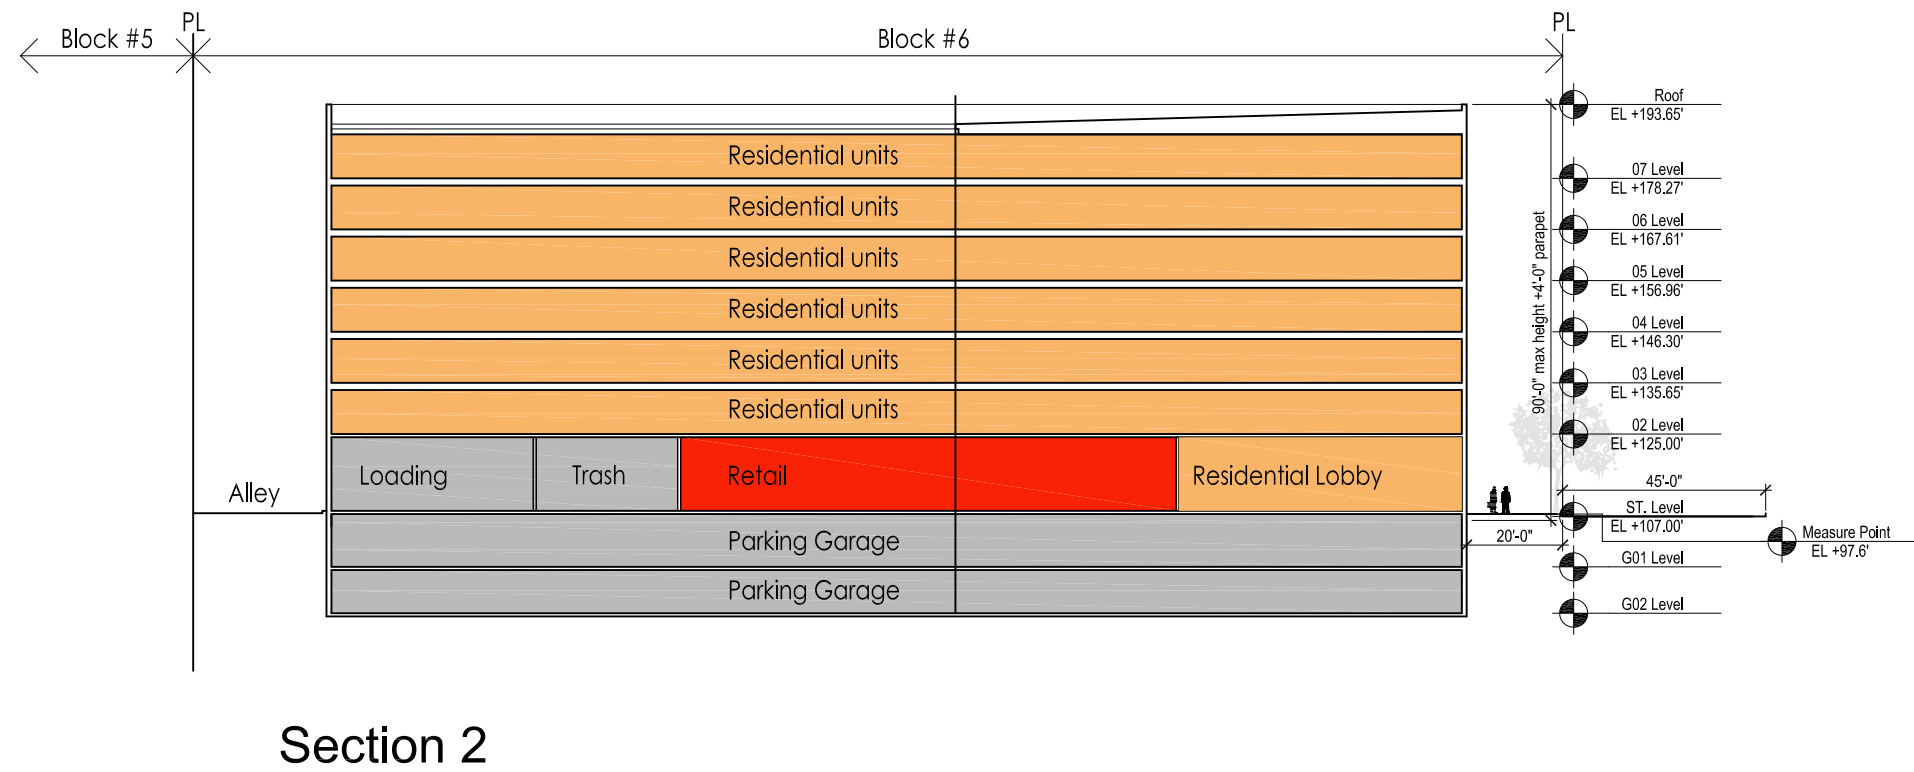 PL
PL
Block #5
Block #6
Roof
EL +193.65'
Residential units
07 Level
EL +178.27'
Residential units
06 Level
EL +167.61'
Residential units
05 Level
EL +156.96'
Residential units
04 Level
EL +146.30'
Residential units
03 Level
EL +135.65'
Residential units
02 Level
EL +125.00'
90'-0" max height +4'-0" parapet
Loading
Trash
Retail
Residential Lobby
45'-0"
Alley
ST. Level
EL +107.00'
20'-0"
Measure Point
EL +97.6'
Parking Garage
G01 Level
Parking Garage
G02 Level
Section 2